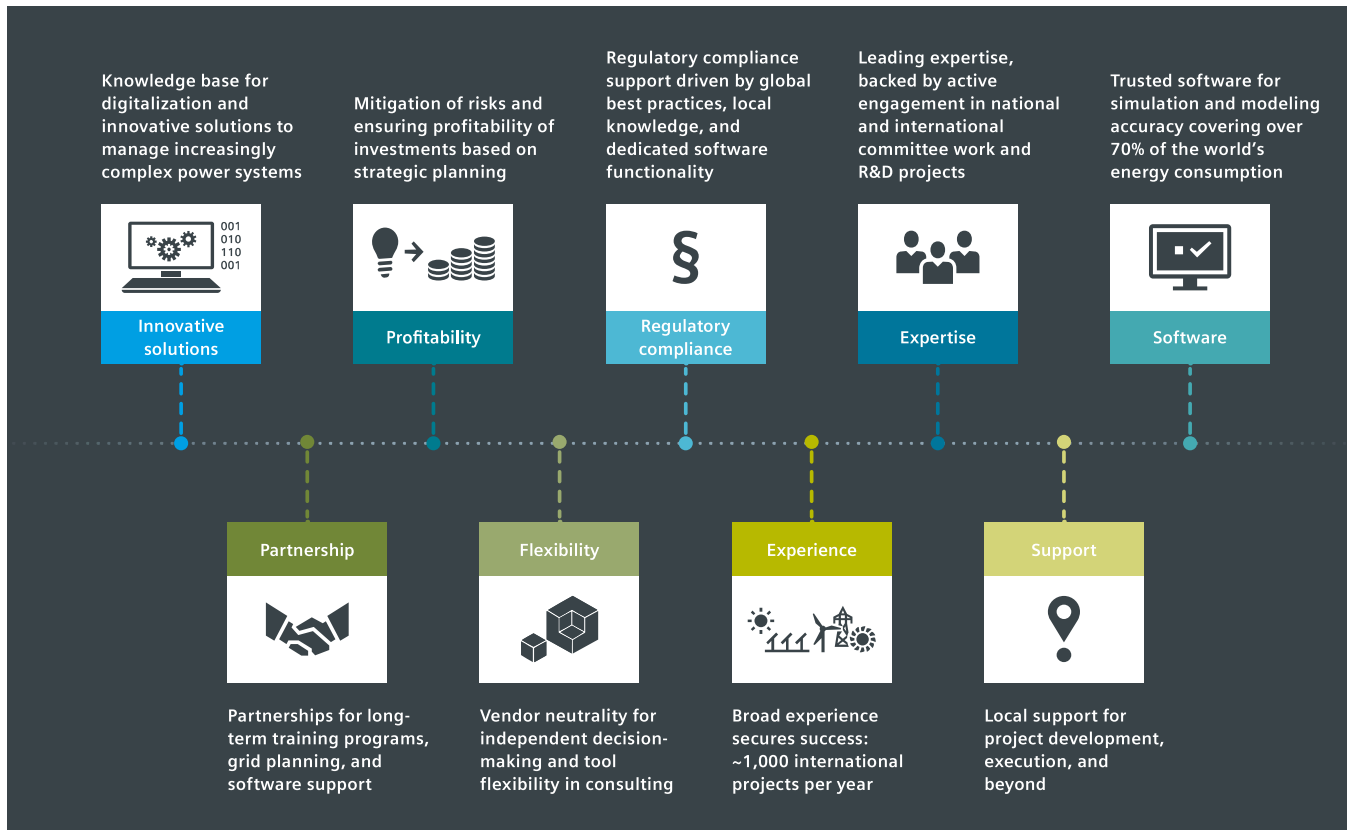 Knowledge base for
digitalization and
innovative solutions to
manage increasingly
complex power systems
001
010
110
001
Innovative
solutions
Mitigation of risks and
ensuring profitability of
investments based on
strategic planning
Profitability
Regulatory compliance
support driven by global
best practices, local
knowledge, and
dedicated software
functionality
§
Regulatory
compliance
Leading expertise,
backed by active
engagement in national
and international
committee work and
R&D projects
Expertise
Trusted software for
simulation and modeling
accuracy covering over
70% of the world’s
energy consumption
Software
Partnership
Partnerships for long-
term training programs,
grid planning, and
software support
Flexibility
Vendor neutrality for
independent decision-
making and tool
flexibility in consulting
Experience
Broad experience
secures success:
~1,000 international
projects per year
Support
Local support for
project development,
execution, and
beyond